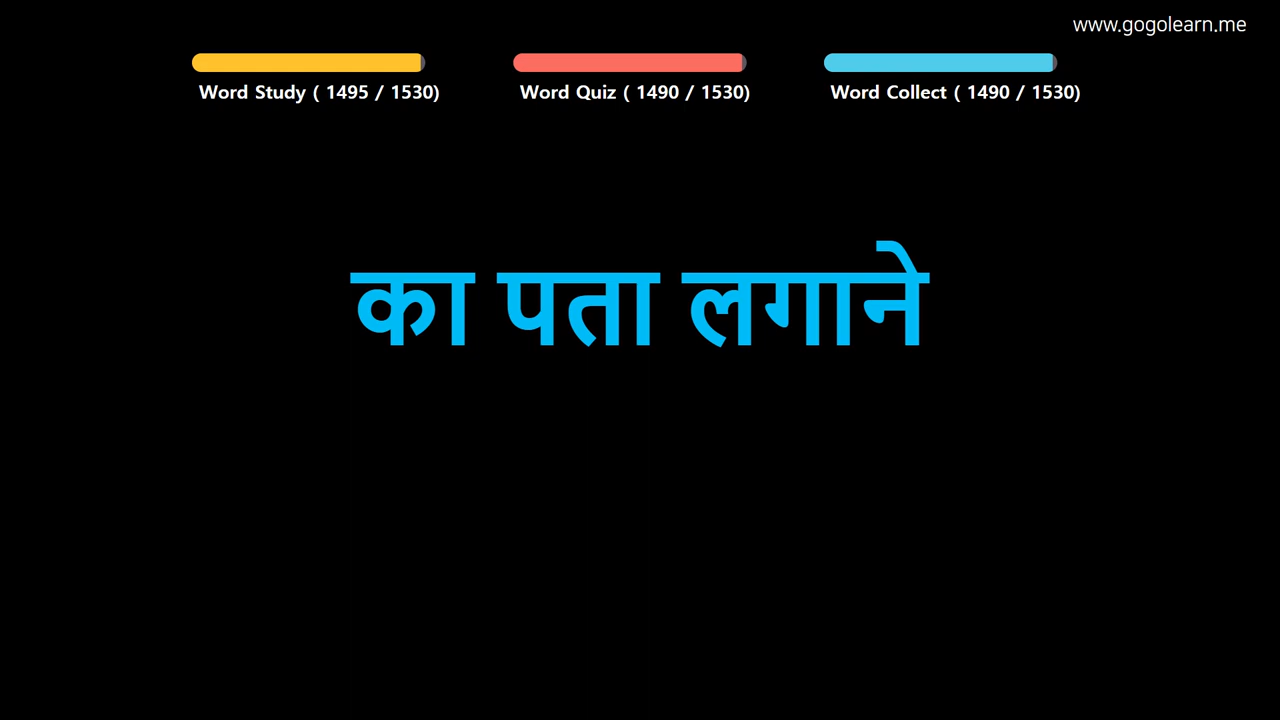 www.gogolearn.me
Word Study ( 1495 / 1530)
Word Quiz ( 1490 / 1530)
Word Collect ( 1490 / 1530)
का पता लगाने